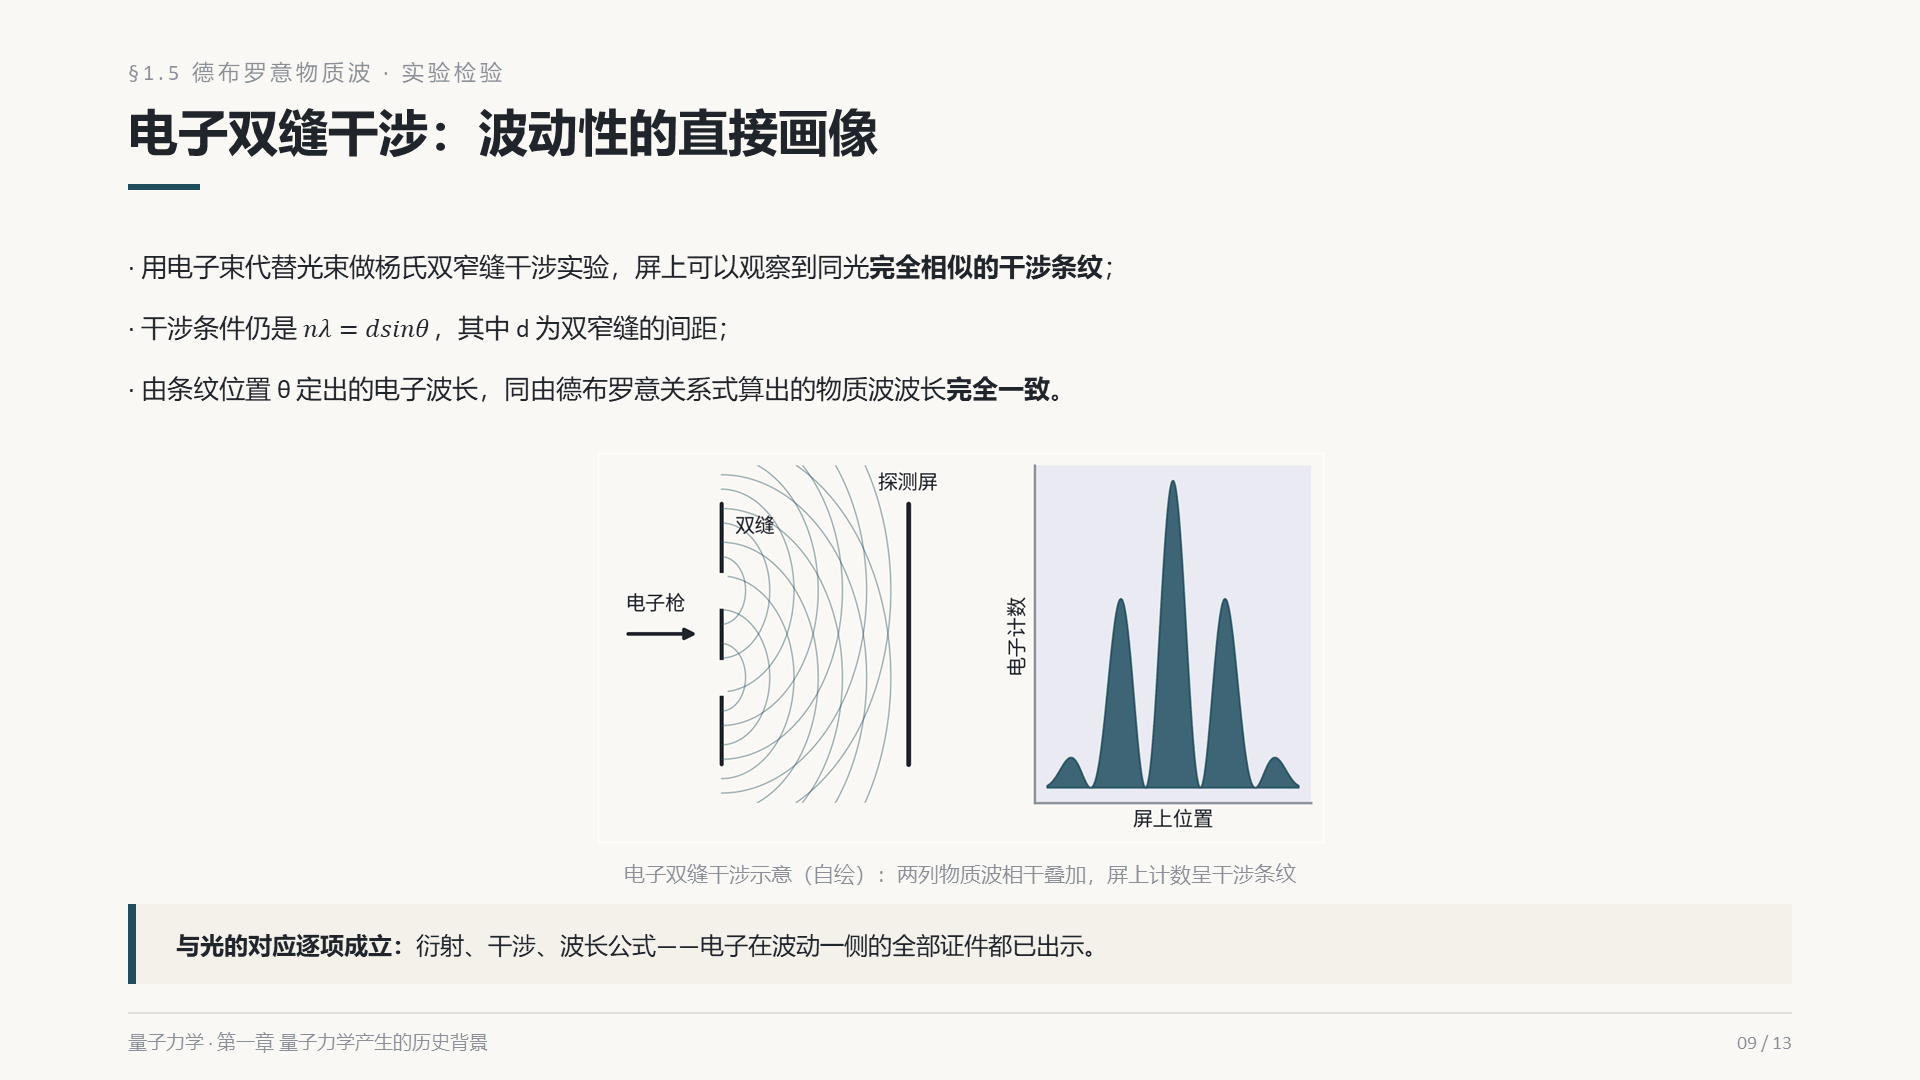 §1.5 德布罗意物质波 · 实验检验
电子双缝干涉：波动性的直接画像
· 用电子束代替光束做杨氏双窄缝干涉实验，屏上可以观察到同光完全相似的干涉条纹；
· 干涉条件仍是 nλ = dsinθ ，其中 d 为双窄缝的间距；
· 由条纹位置 θ 定出的电子波长，同由德布罗意关系式算出的物质波波长完全一致。
探测屏
双缝
电子枪
电子计数
屏上位置
电子双缝干涉示意（自绘）：两列物质波相干叠加，屏上计数呈干涉条纹
与光的对应逐项成立：衍射、干涉、波长公式——电子在波动一侧的全部证件都已出示。
量子力学 · 第一章 量子力学产生的历史背景
09 / 13